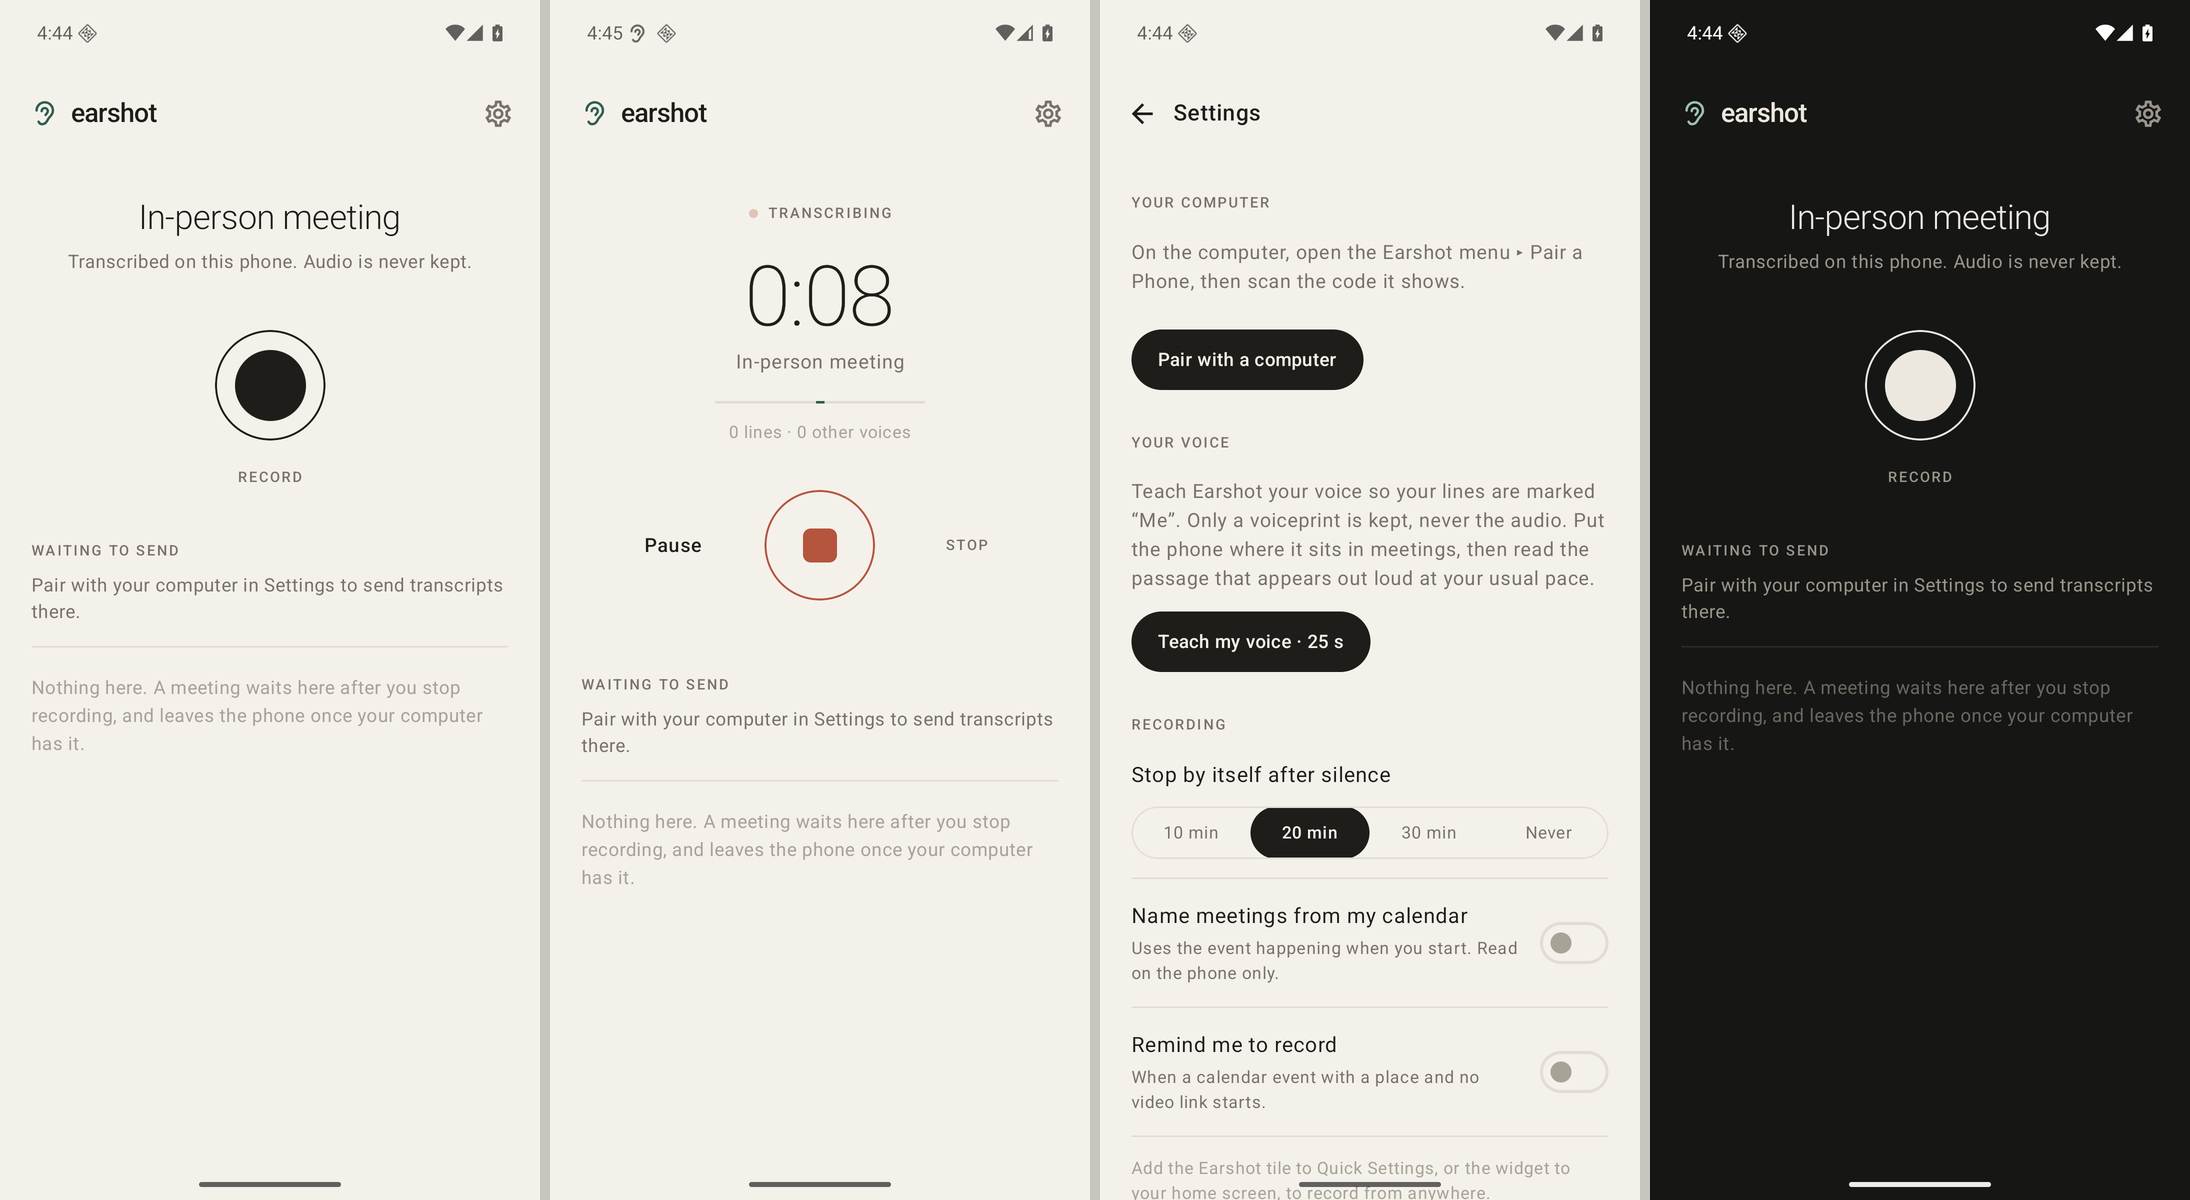 4:44
earshot
In-person meeting
Transcribed on this phone. Audio is never kept.
RECORD
WAITING TO SEND
Pair with your computer in Settings to send transcripts
there.
Nothing here. A meeting waits here after you stop
recording, and leaves the phone once your computer
has it.
4:45
earshot
TRANSCRIBING
0:08
In-person meeting
0 lines · 0 other voices
Pause
STOP
WAITING TO SEND
Pair with your computer in Settings to send transcripts
there.
Nothing here. A meeting waits here after you stop
recording, and leaves the phone once your computer
has it.
4:44
Settings
YOUR COMPUTER
On the computer, open the Earshot menu ▸ Pair a
Phone, then scan the code it shows.
Pair with a computer
YOUR VOICE
Teach Earshot your voice so your lines are marked
“Me”. Only a voiceprint is kept, never the audio. Put
the phone where it sits in meetings, then read the
passage that appears out loud at your usual pace.
Teach my voice · 25 s
RECORDING
Stop by itself after silence
10 min 20 min 30 min Never
Name meetings from my calendar
Uses the event happening when you start. Read
on the phone only.
Remind me to record
When a calendar event with a place and no
video link starts.
Add the Earshot tile to Quick Settings, or the widget to
your home screen, to record from anywhere.
4:44
earshot
In-person meeting
Transcribed on this phone. Audio is never kept.
RECORD
WAITING TO SEND
Pair with your computer in Settings to send transcripts
there.
Nothing here. A meeting waits here after you stop
recording, and leaves the phone once your computer
has it.